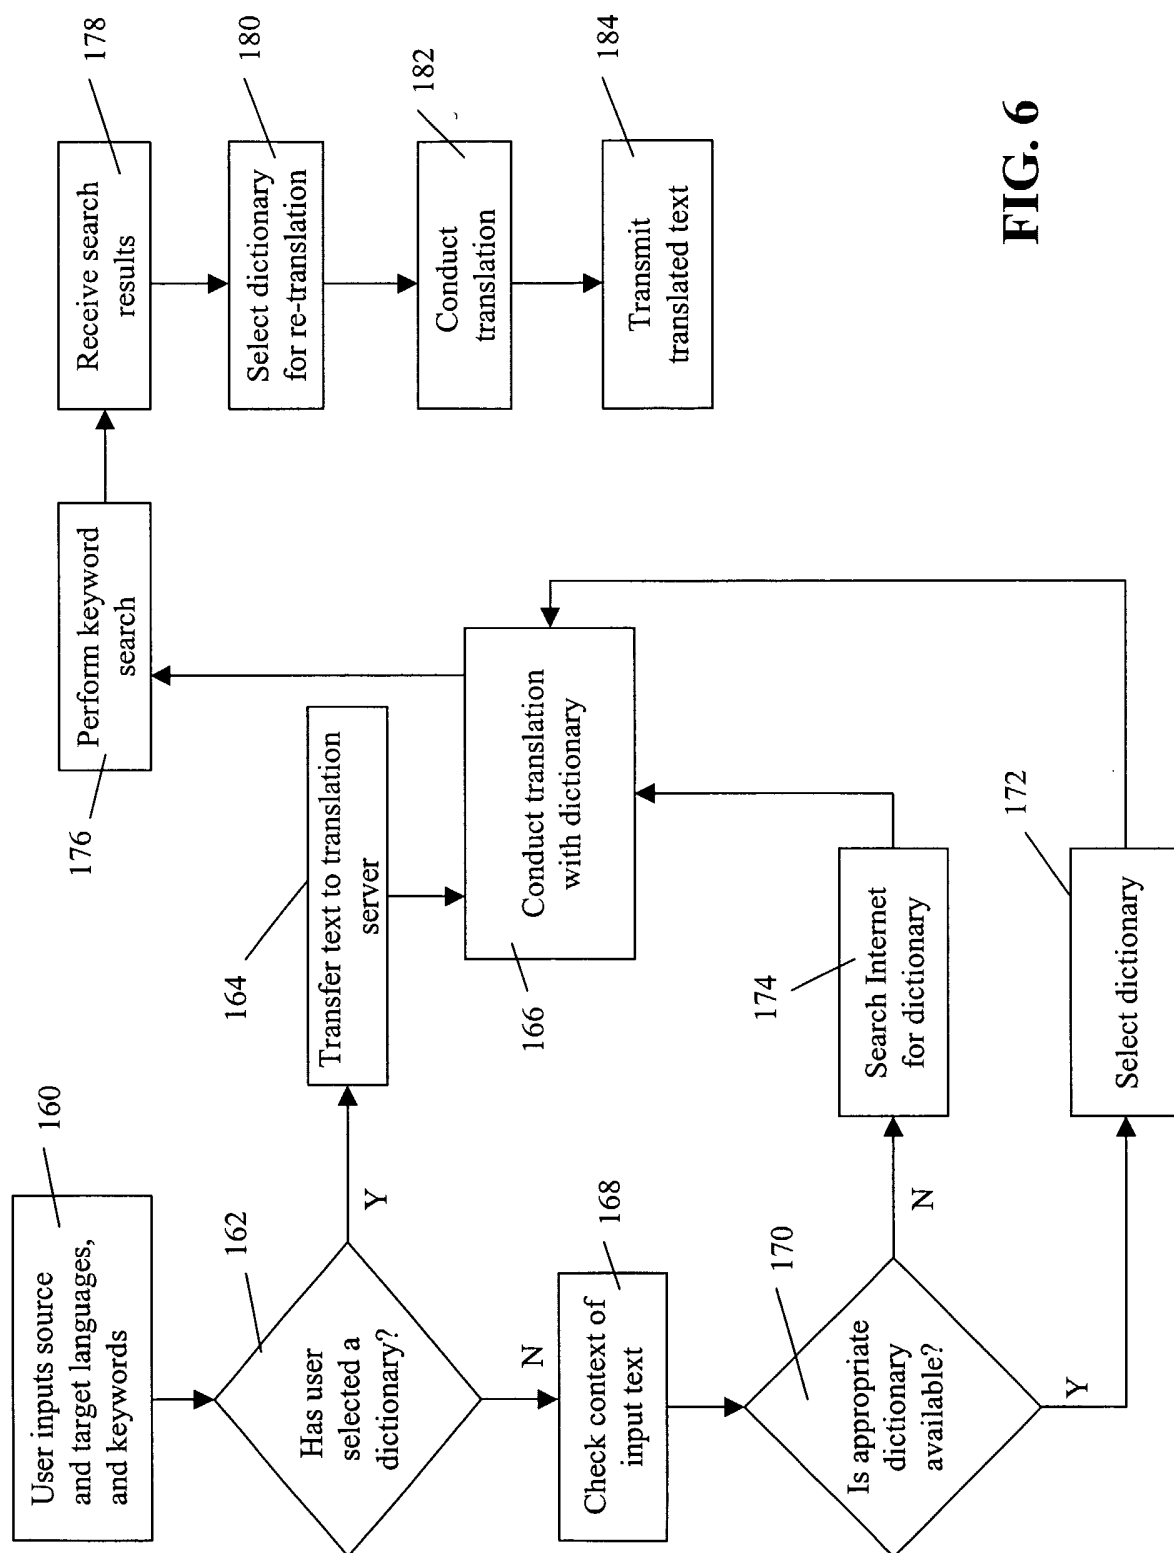 160
User inputs source
and target languages,
and keywords
162
Has user
selected a
dictionary?
Y
N
164
Transfer text to translation
server
166
Conduct translation
with dictionary
168
Check context of
input text
170
Is appropriate
dictionary
available?
N
Y
174
Search Internet
for dictionary
172
Select dictionary
176
Perform keyword
search
178
Receive search
results
180
Select dictionary
for re-translation
182
Conduct
translation
184
Transmit
translated text
FIG. 6